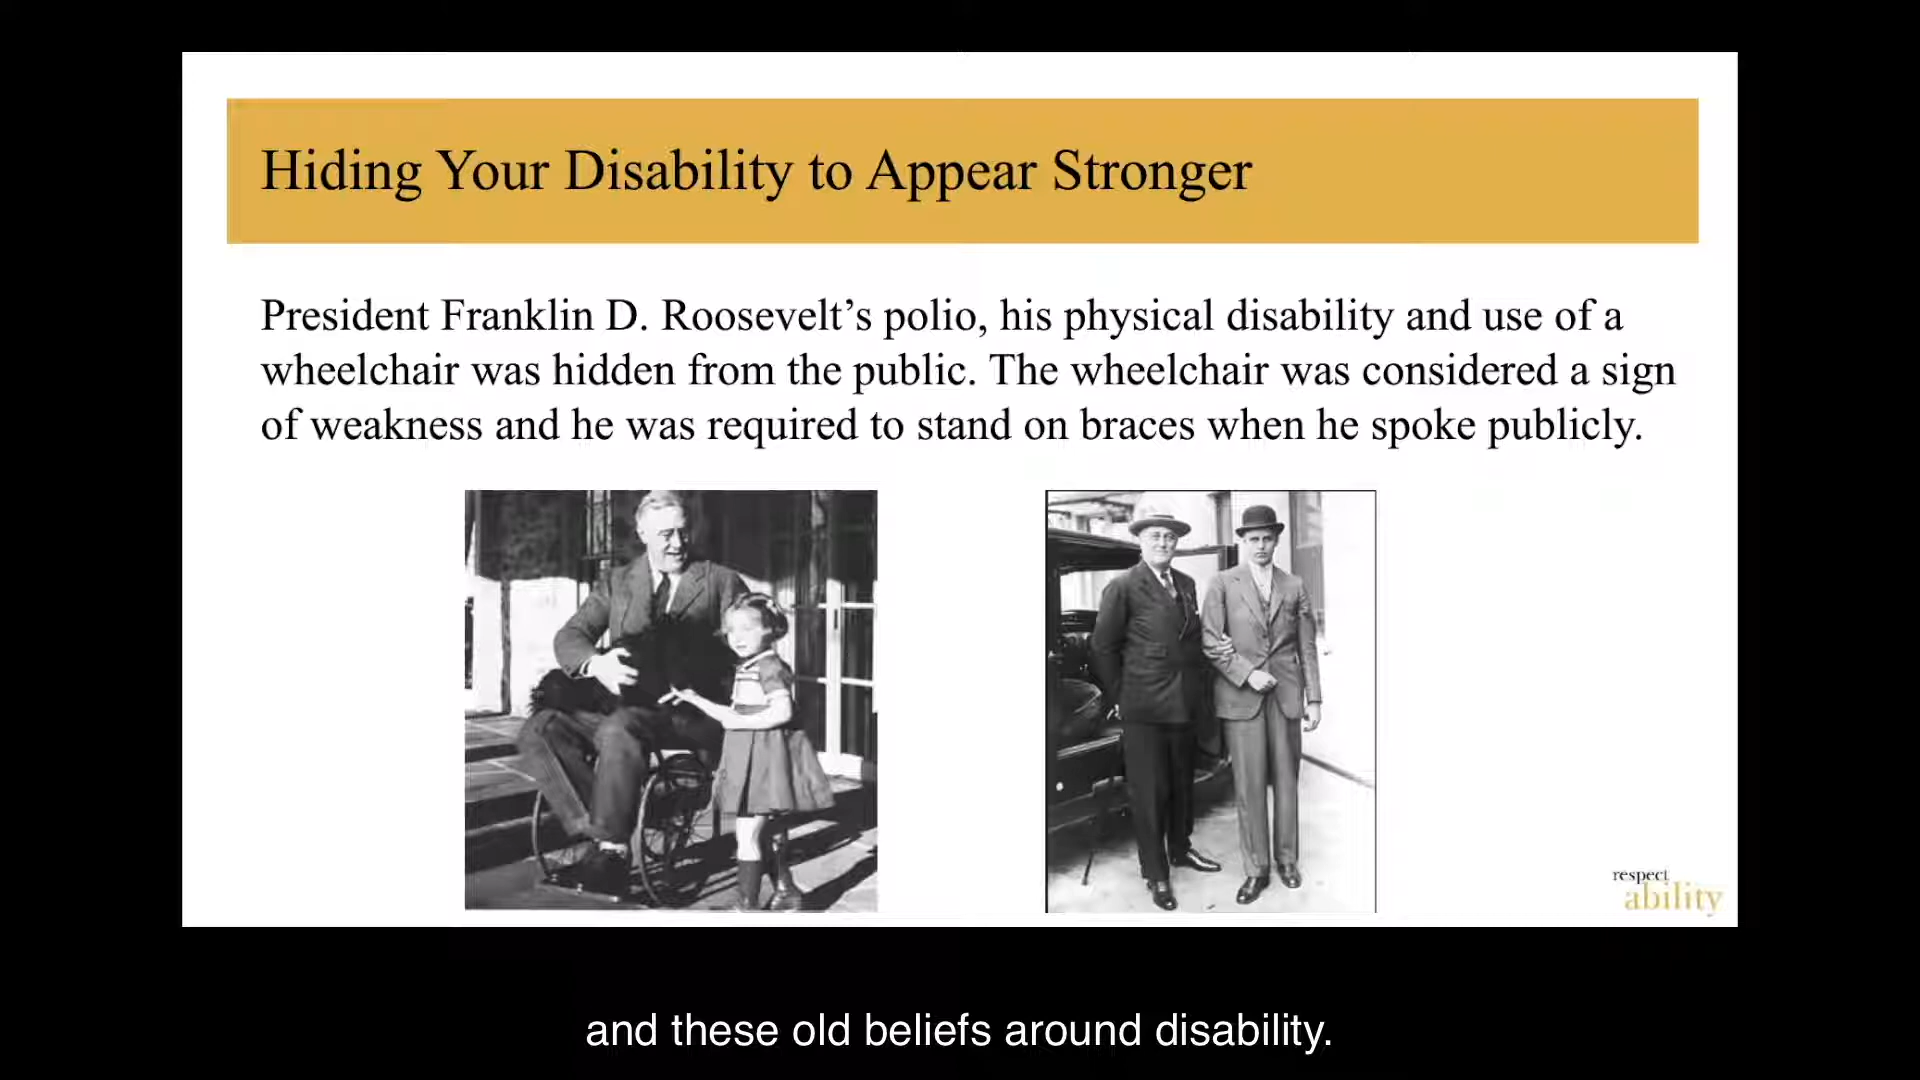 Hiding Your Disability to Appear Stronger
President Franklin D. Roosevelt’s polio, his physical disability and use of a
wheelchair was hidden from the public. The wheelchair was considered a sign
of weakness and he was required to stand on braces when he spoke publicly.
respect
ability
and these old beliefs around disability.